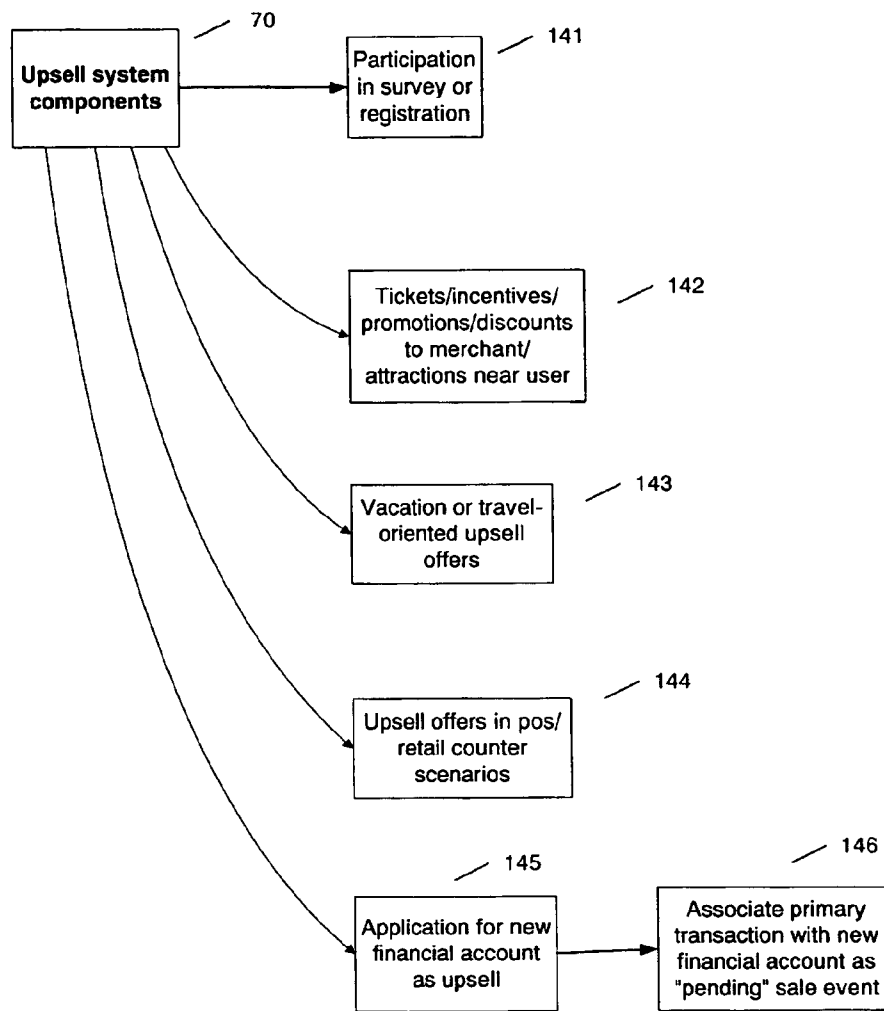 70
Upsell system
components
141
Participation
in survey or
registration
142
Tickets/incentives/
promotions/discounts
to merchant/
attractions near user
143
Vacation or travel-
oriented upsell
offers
144
Upsell offers in pos/
retail counter
scenarios
145
Application for new
financial account
as upsell
146
Associate primary
transaction with new
financial account as
"pending" sale event